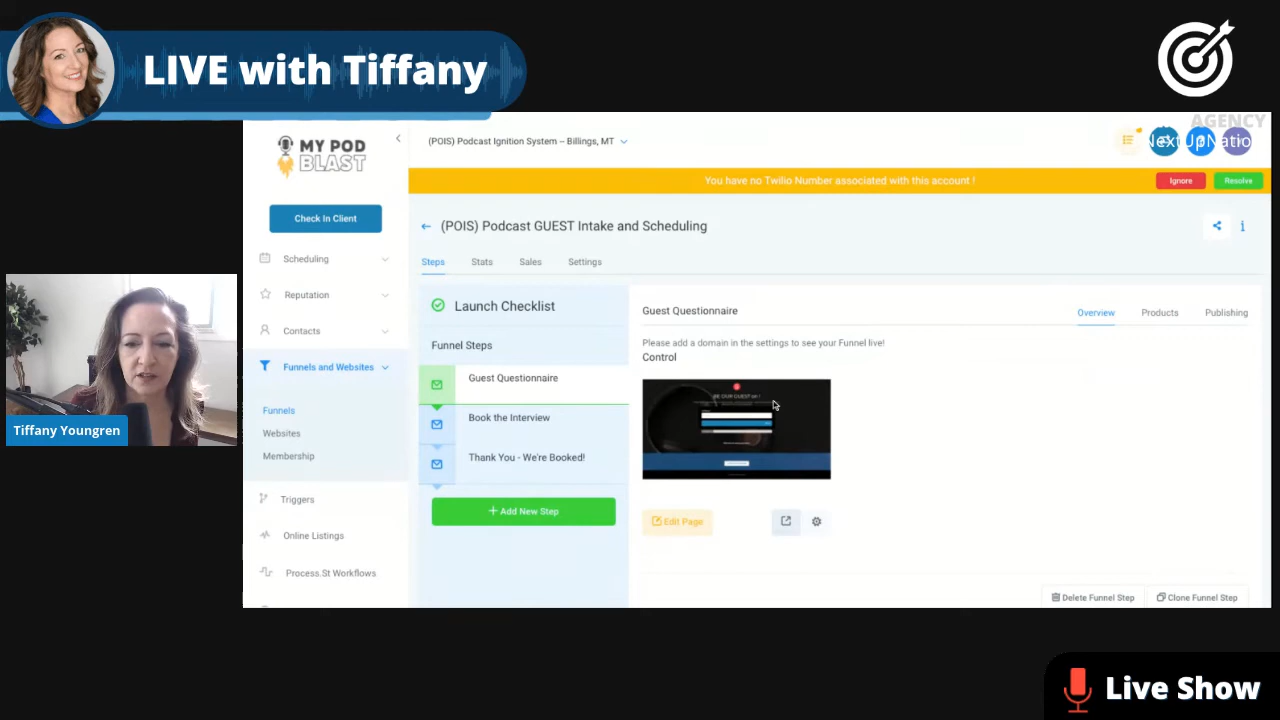 LIVE with Tiffany
AGENCY
NextUpNatio
MY POD
BLAST
(POIS) Podcast Ignition System – Billings, MT
You have no Twilio Number associated with this account !
Ignore
Resolve
Check In Client
(POIS) Podcast GUEST Intake and Scheduling
Scheduling
Reputation
Contacts
Funnels and Websites
Funnels
Websites
Membership
Triggers
Online Listings
Process.St Workflows
Steps
Stats
Sales
Settings
Launch Checklist
Funnel Steps
Guest Questionnaire
Book the Interview
Thank You - We're Booked!
+ Add New Step
Guest Questionnaire
Overview
Products
Publishing
Please add a domain in the settings to see your Funnel live!
Control
BE OUR GUEST on !
Edit Page
Delete Funnel Step
Clone Funnel Step
Tiffany Youngren
Live Show